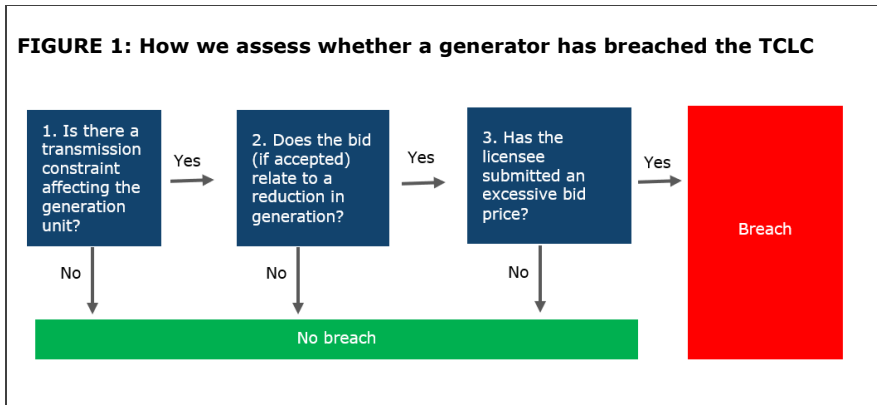 FIGURE 1: How we assess whether a generator has breached the TCLC
1. Is there a
transmission
constraint
affecting the
generation
unit?
Yes
2. Does the bid
(if accepted)
relate to a
reduction in
generation?
Yes
3. Has the
licensee
submitted an
excessive bid
price?
Yes
Breach
No
No
No
No breach